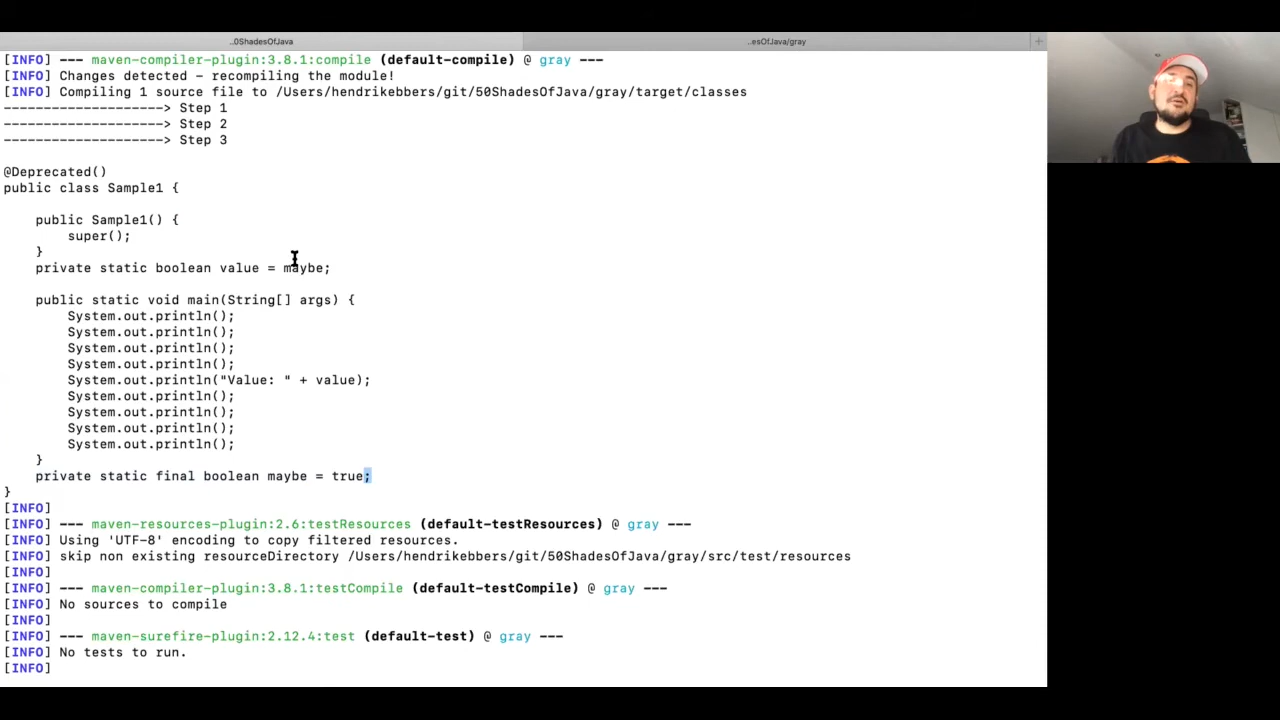 ..0ShadesOfJava
..esOfJava/gray
+
[INFO] --- maven-compiler-plugin:3.8.1:compile (default-compile) @ gray ---
[INFO] Changes detected - recompiling the module!
[INFO] Compiling 1 source file to /Users/hendrikebbers/git/50ShadesOfJava/gray/target/classes
--------------------> Step 1
--------------------> Step 2
--------------------> Step 3
@Deprecated()
public class Sample1 {
public Sample1() {
super();
}
private static boolean value = maybe;
public static void main(String[] args) {
System.out.println();
System.out.println();
System.out.println();
System.out.println();
System.out.println("Value: " + value);
System.out.println();
System.out.println();
System.out.println();
System.out.println();
}
private static final boolean maybe = true;
}
[INFO]
[INFO] --- maven-resources-plugin:2.6:testResources (default-testResources) @ gray ---
[INFO] Using 'UTF-8' encoding to copy filtered resources.
[INFO] skip non existing resourceDirectory /Users/hendrikebbers/git/50ShadesOfJava/gray/src/test/resources
[INFO]
[INFO] --- maven-compiler-plugin:3.8.1:testCompile (default-testCompile) @ gray ---
[INFO] No sources to compile
[INFO]
[INFO] --- maven-surefire-plugin:2.12.4:test (default-test) @ gray ---
[INFO] No tests to run.
[INFO]